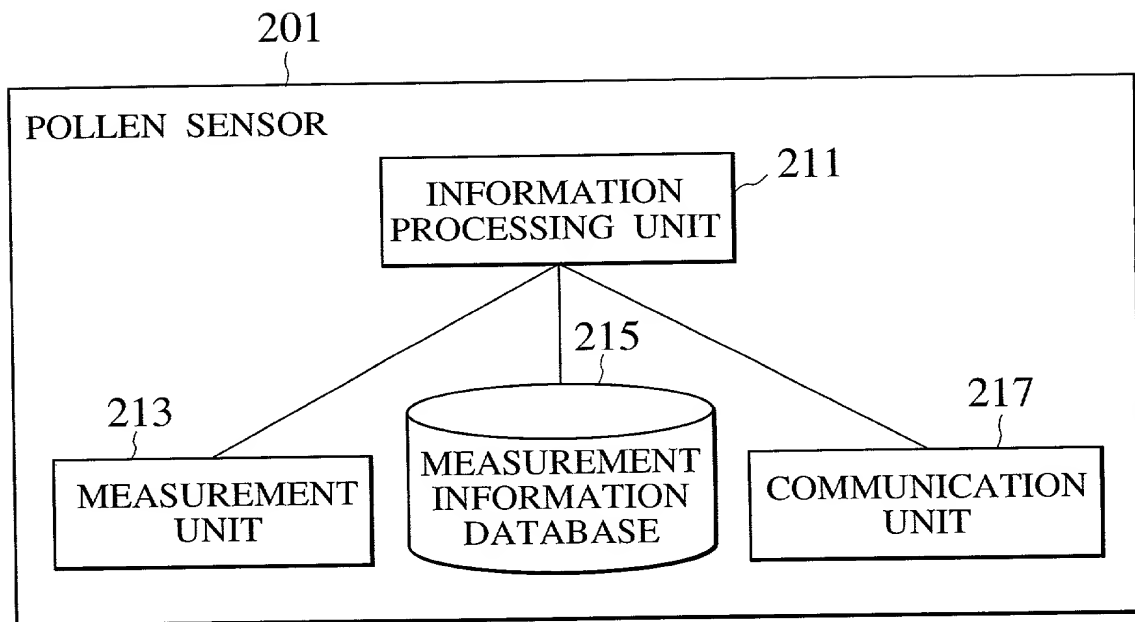 201
POLLEN SENSOR
211
INFORMATION
PROCESSING UNIT
215
213
217
MEASUREMENT
UNIT
MEASUREMENT
INFORMATION
DATABASE
COMMUNICATION
UNIT